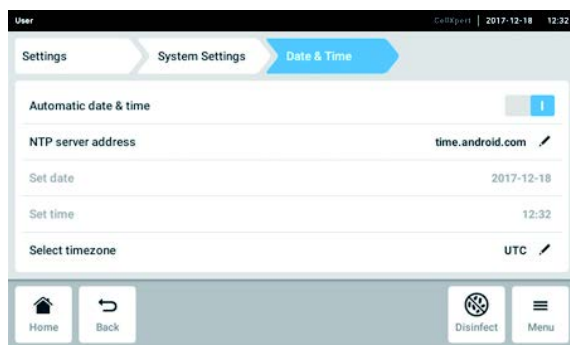 User CellXpert 2017-12-18 12:32
Settings System Settings Date & Time
Automatic date & time
NTP server address time.android.com
Set date 2017-12-18
Set time 12:32
Select timezone UTC
Home Back Disinfect Menu